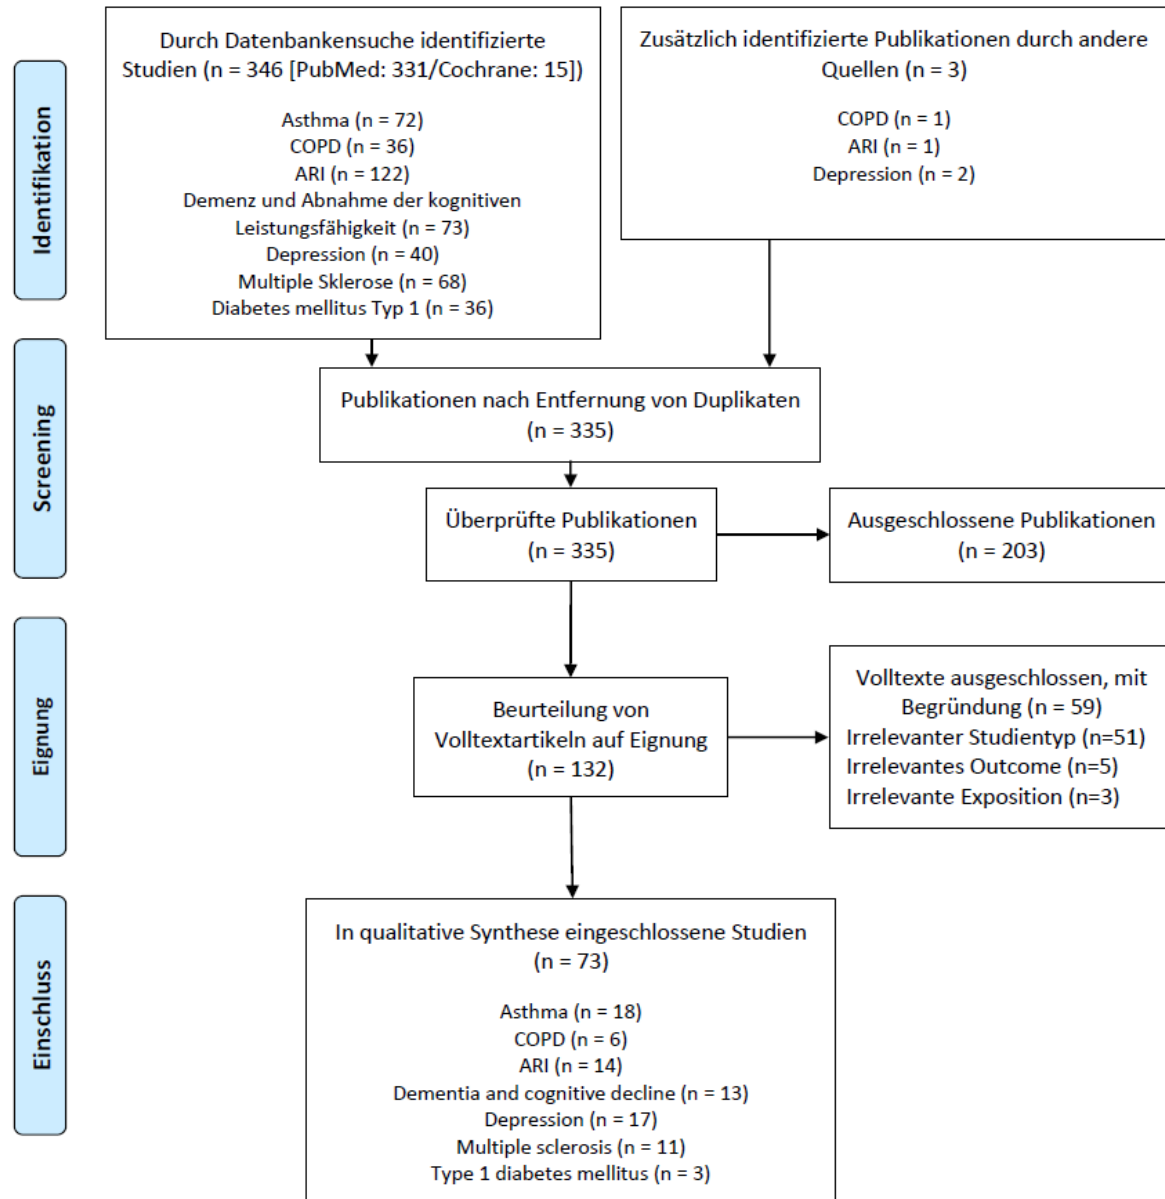 Identifikation
Durch Datenbankensuche identifizierte
Studien (n = 346 [PubMed: 331/Cochrane: 15])
Asthma (n = 72)
COPD (n = 36)
ARI (n = 122)
Demenz und Abnahme der kognitiven
Leistungsfähigkeit (n = 73)
Depression (n = 40)
Multiple Sklerose (n = 68)
Diabetes mellitus Typ 1 (n = 36)
Zusätzlich identifizierte Publikationen durch andere
Quellen (n = 3)
COPD (n = 1)
ARI (n = 1)
Depression (n = 2)
Screening
Publikationen nach Entfernung von Duplikaten
(n = 335)
Überprüfte Publikationen
(n = 335)
Ausgeschlossene Publikationen
(n = 203)
Eignung
Beurteilung von
Volltextartikeln auf Eignung
(n = 132)
Volltexte ausgeschlossen, mit
Begründung (n = 59)
Irrelevanter Studientyp (n=51)
Irrelevantes Outcome (n=5)
Irrelevante Exposition (n=3)
Einschluss
In qualitative Synthese eingeschlossene Studien
(n = 73)
Asthma (n = 18)
COPD (n = 6)
ARI (n = 14)
Dementia and cognitive decline (n = 13)
Depression (n = 17)
Multiple sclerosis (n = 11)
Type 1 diabetes mellitus (n = 3)